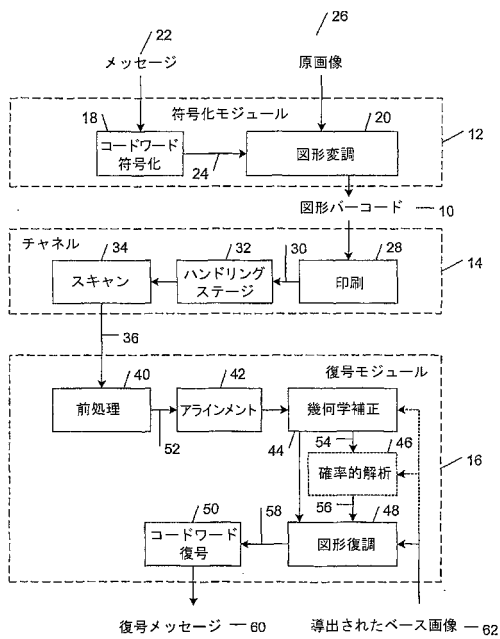 22
26
メッセージ
原画像
符号化モジュール
18
20
12
コードワード
符号化
図形変調
24
図形バーコード
10
チャネル
34
32
30
28
14
スキャン
ハンドリング
ステージ
印刷
36
復号モジュール
40
42
前処理
アラインメント
幾何学補正
52
44
54
46
16
確率的解析
50
58
56
48
コードワード
復号
図形復調
復号メッセージ
60
導出されたベース画像
62